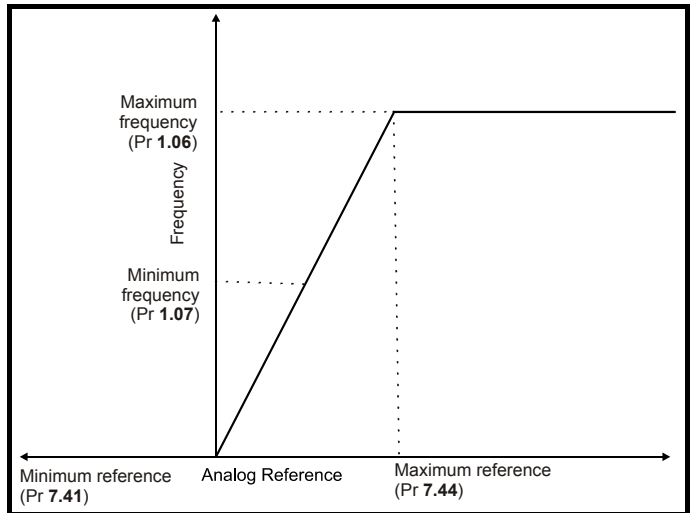 Maximum
frequency
(Pr 1.06)
Frequency
Minimum
frequency
(Pr 1.07)
Minimum reference
(Pr 7.41)
Analog Reference
Maximum reference
(Pr 7.44)